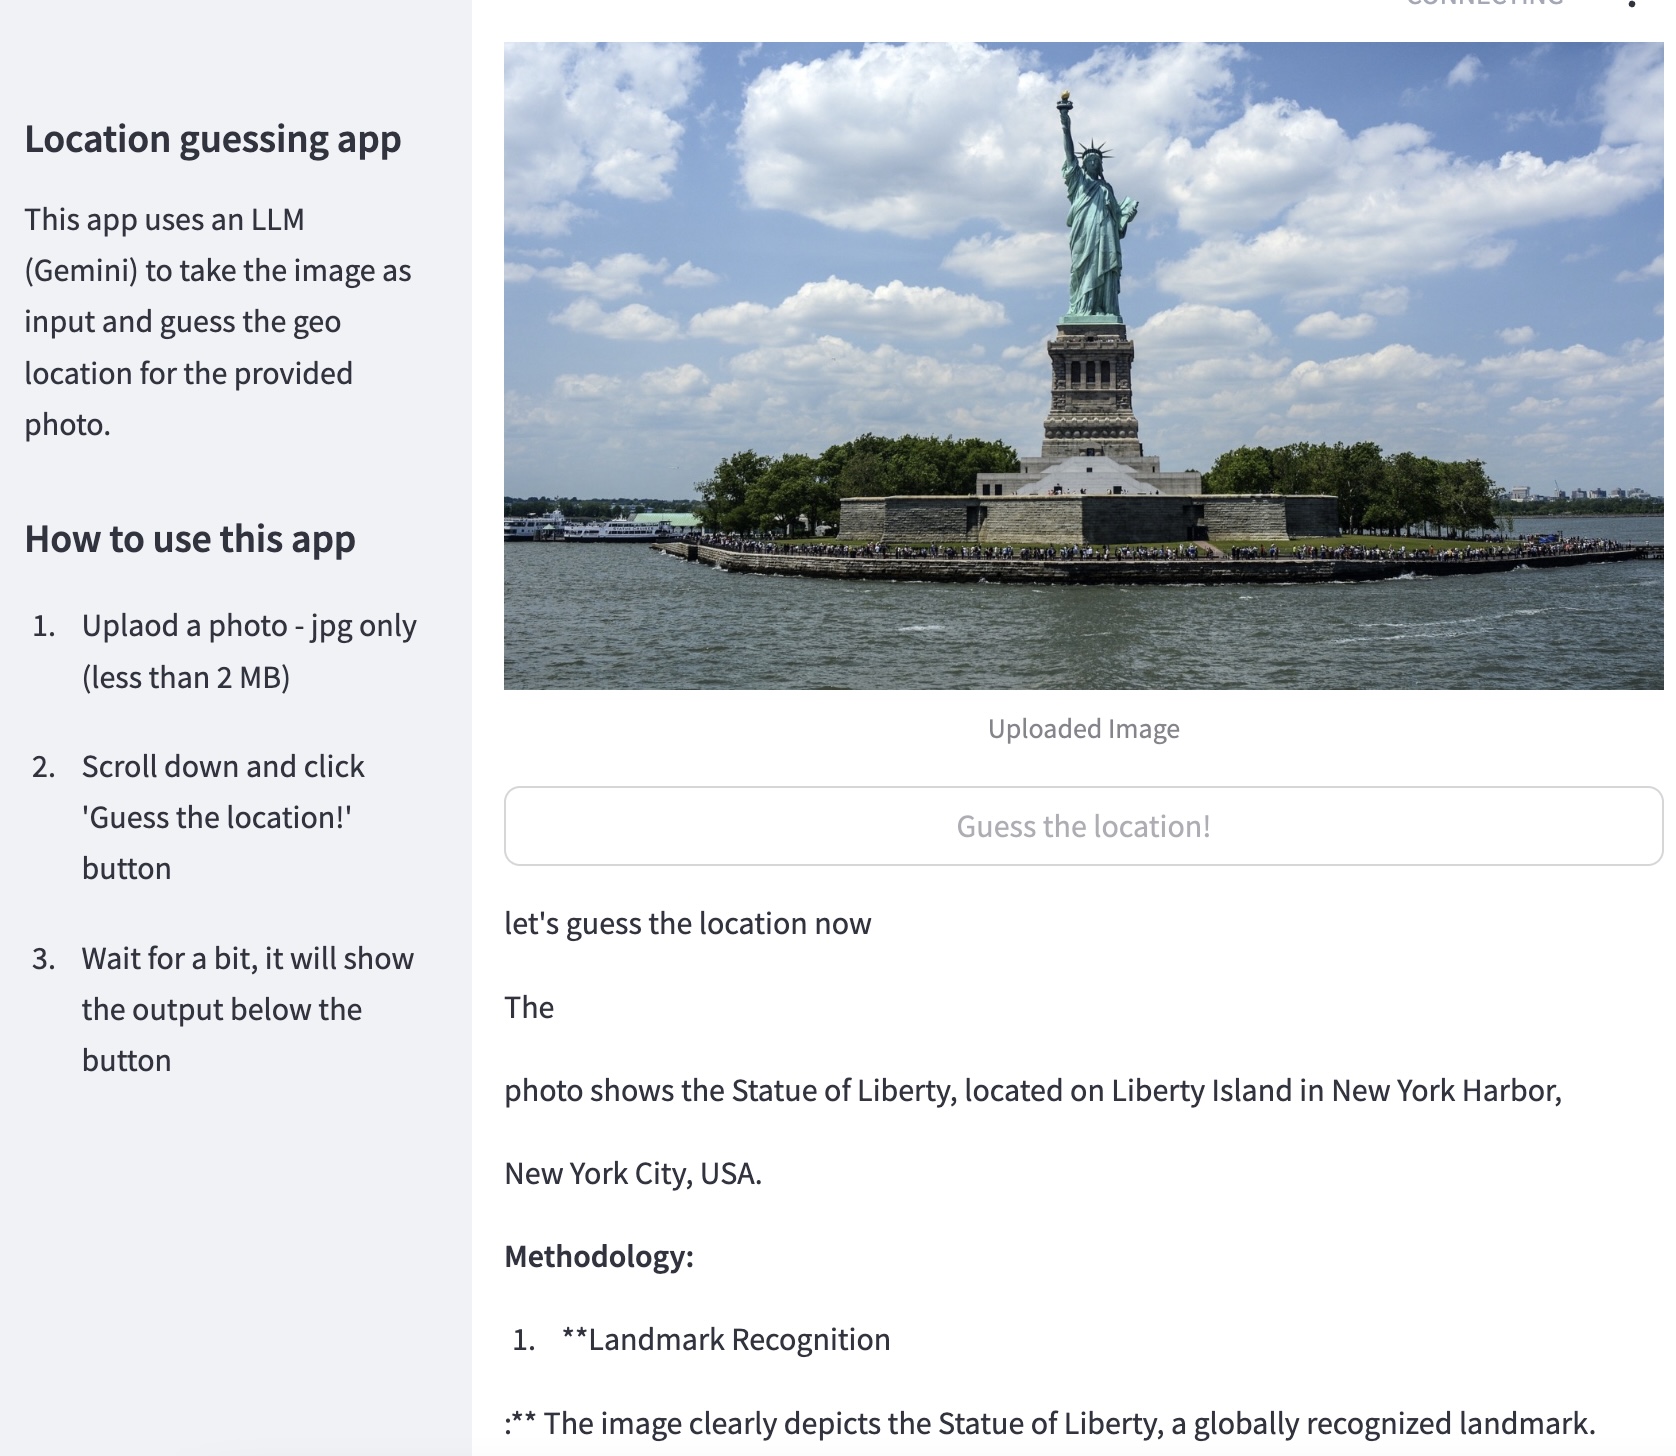 CONNECTING
Location guessing app
This app uses an LLM
(Gemini) to take the image as
input and guess the geo
location for the provided
photo.
How to use this app
1. Uplaod a photo - jpg only
(less than 2 MB)
2. Scroll down and click
'Guess the location!'
button
3. Wait for a bit, it will show
the output below the
button
Uploaded Image
Guess the location!
let's guess the location now
The
photo shows the Statue of Liberty, located on Liberty Island in New York Harbor,
New York City, USA.
Methodology:
1. **Landmark Recognition
:** The image clearly depicts the Statue of Liberty, a globally recognized landmark.